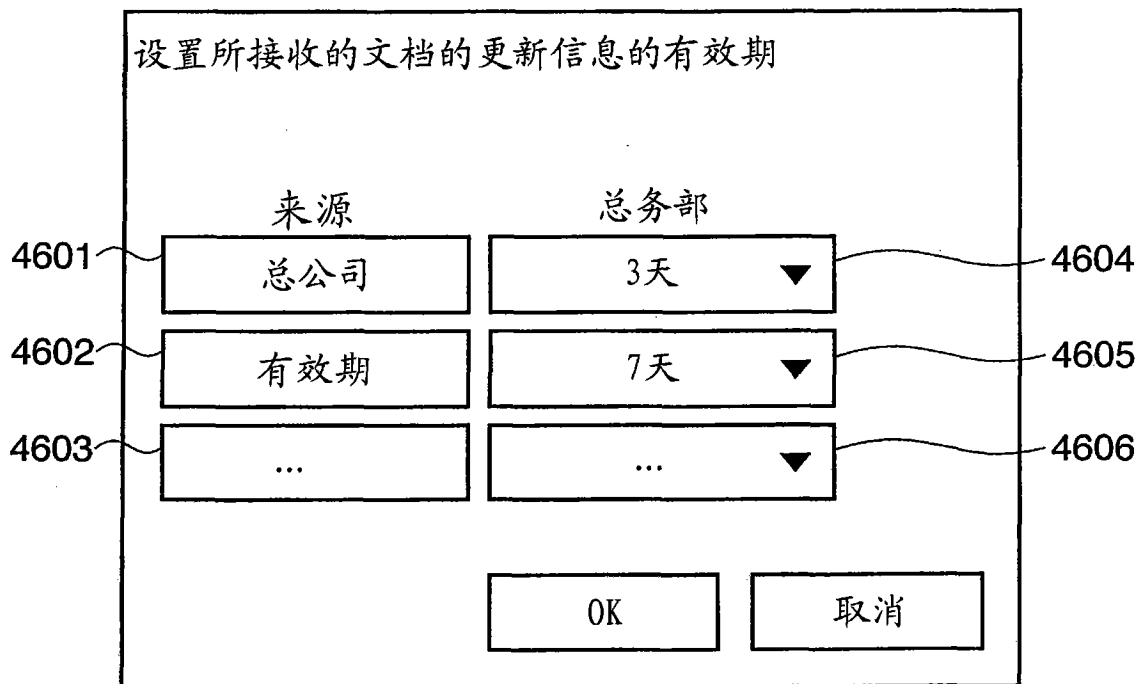 设置所接收的文档的更新信息的有效期
来源 总务部
4601 总公司 3天 4604
4602 有效期 7天 4605
4603 ... ... 4606
OK 取消